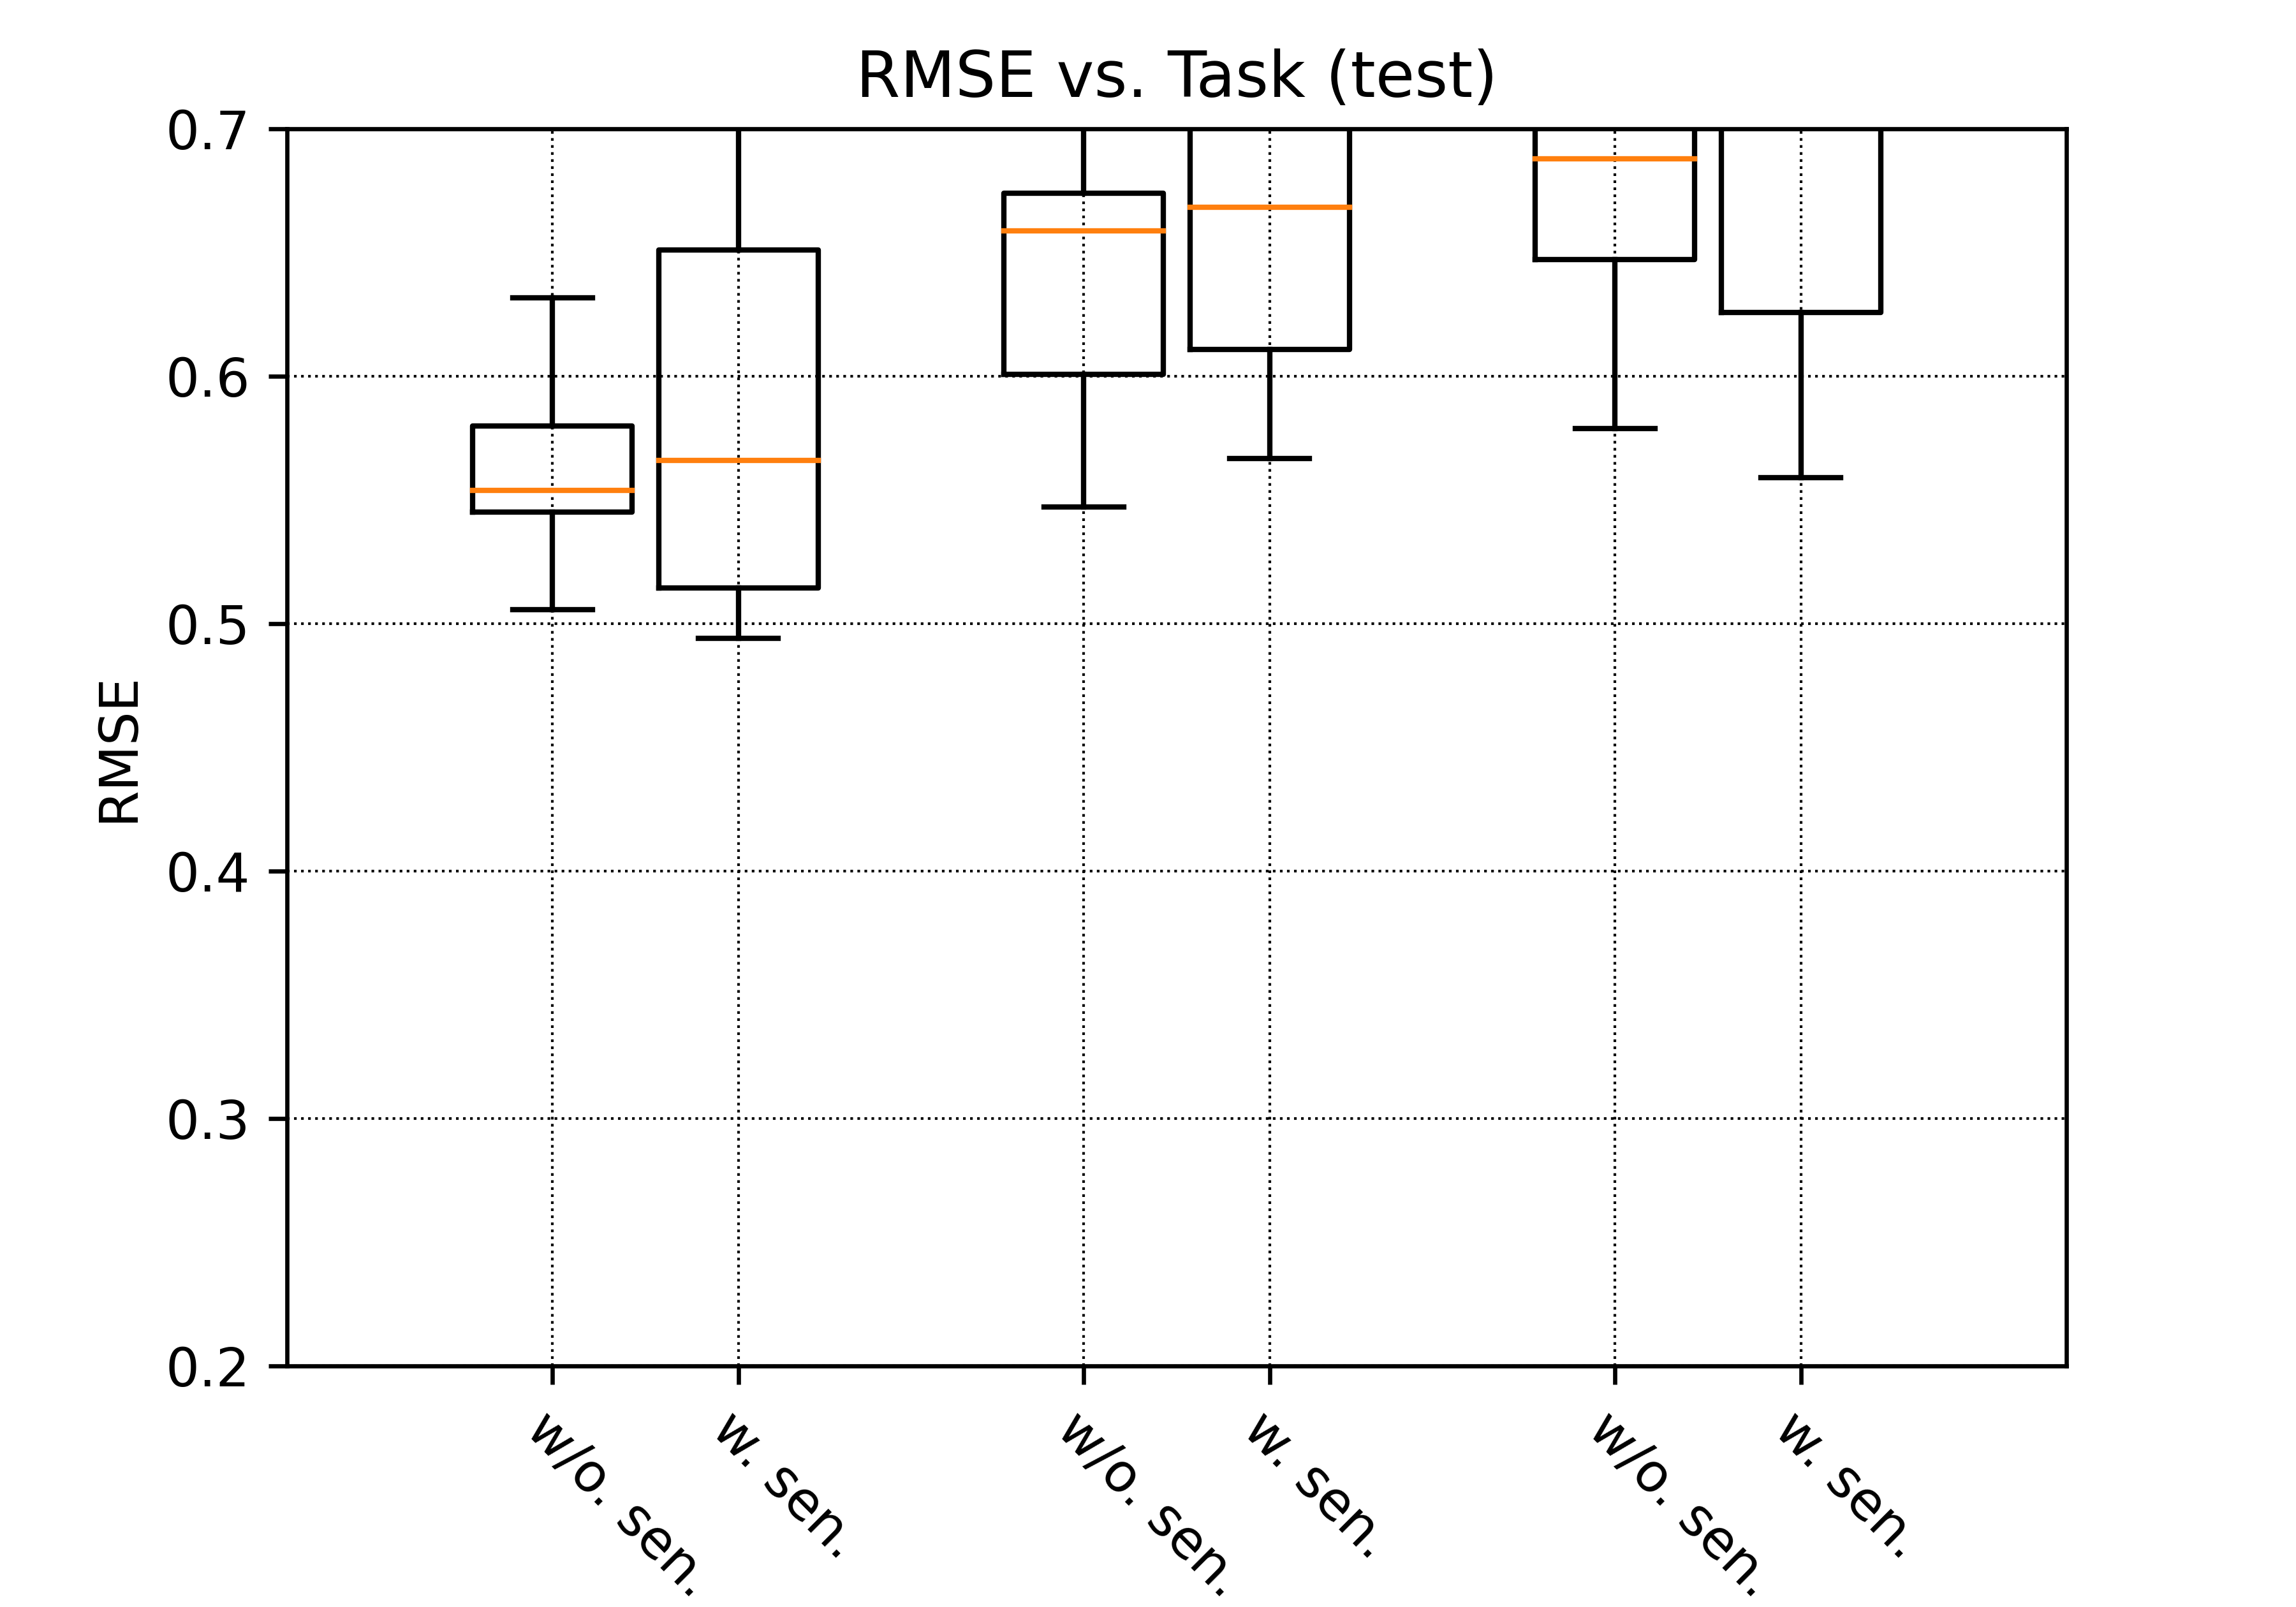 RMSE vs. Task (test)
0.7
0.6
0.5
0.4
0.3
0.2
RMSE
w/o. sen.
w. sen.
w/o. sen.
w. sen.
w/o. sen.
w. sen.